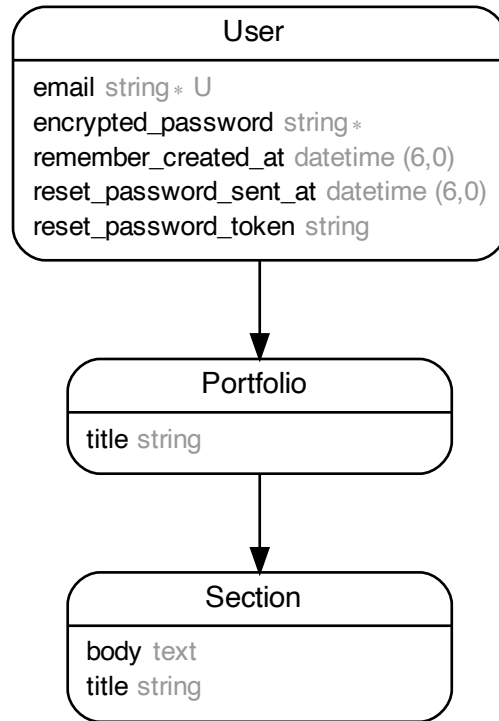 User
email string* U
encrypted_password string*
remember_created_at datetime (6,0)
reset_password_sent_at datetime (6,0)
reset_password_token string
Portfolio
title string
Section
body text
title string